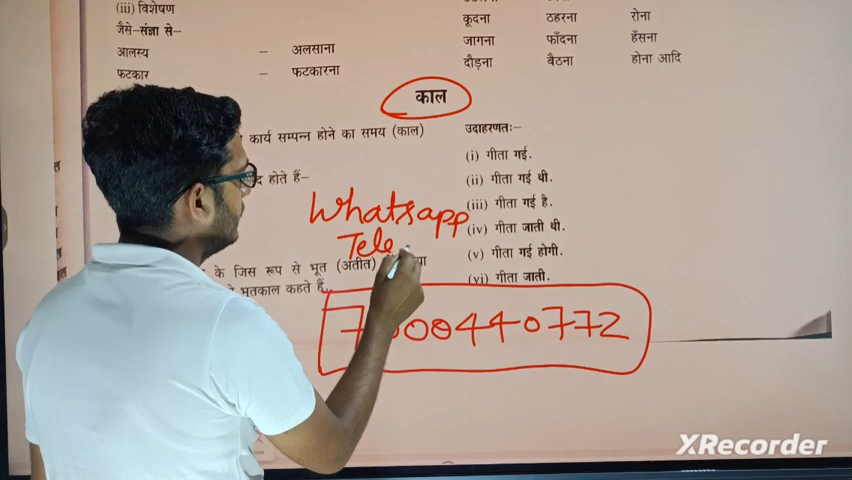 (iii) विशेषण
जैसे-संज्ञा से-
आलस्य - अलसाना
फटकार - फटकारना
कूदना ठहरना रोना
जागना फाँदना हँसना
दौड़ना बैठना होना आदि
काल
कार्य सम्पन्न होने का समय (काल)
होते हैं-
उदाहरणतः-
(i) गीता गई.
(ii) गीता गई थी.
(iii) गीता गई है.
(iv) गीता जाती थी.
(v) गीता गई होगी.
(vi) गीता जाती.
Whatsapp
Tele
के जिस रूप से भूत (अतीत)
भूतकाल कहते हैं.
XRecorder